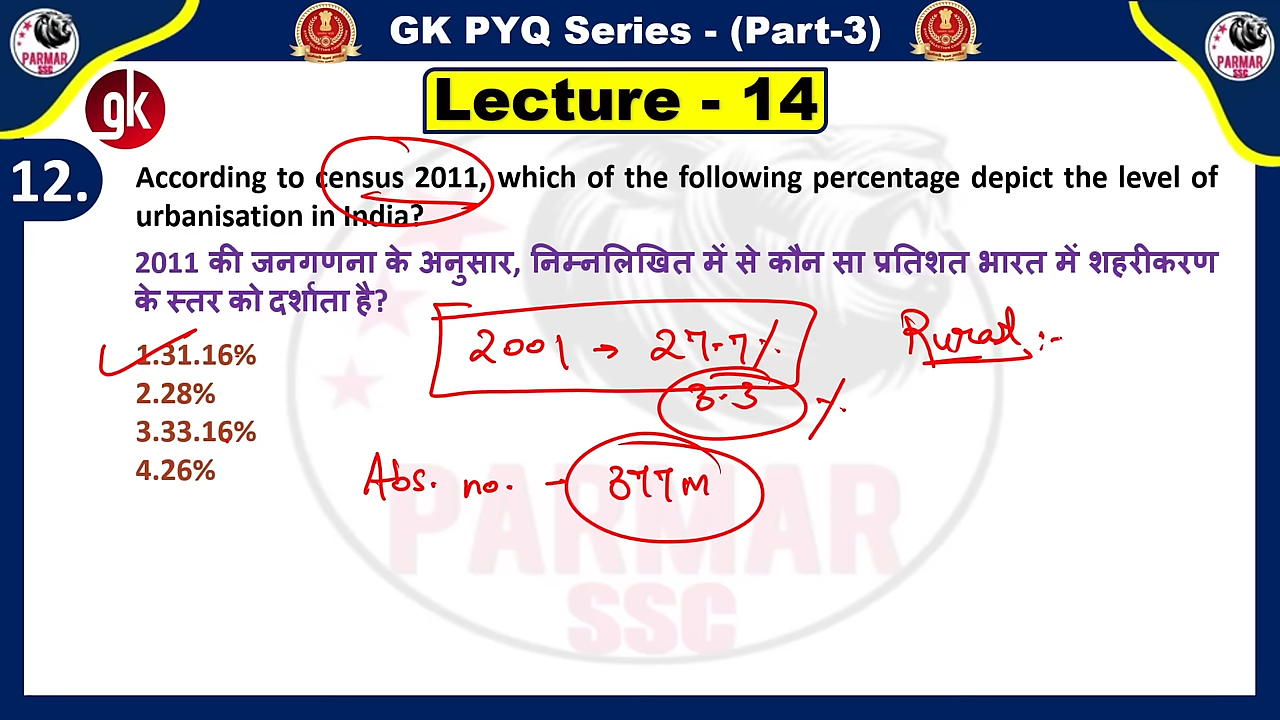 PARMAR
SSC
GK PYQ Series - (Part-3)
PARMAR
SSC
gk
Lecture - 14
12.
According to census 2011, which of the following percentage depict the level of
urbanisation in India?
2011 की जनगणना के अनुसार, निम्नलिखित में से कौन सा प्रतिशत भारत में शहरीकरण
के स्तर को दर्शाता है?
1.31.16%
2.28%
3.33.16%
4.26%
2001 → 27.7%
3.3 %
Rural :-
Abs. no. - 377m
PARMAR
SSC